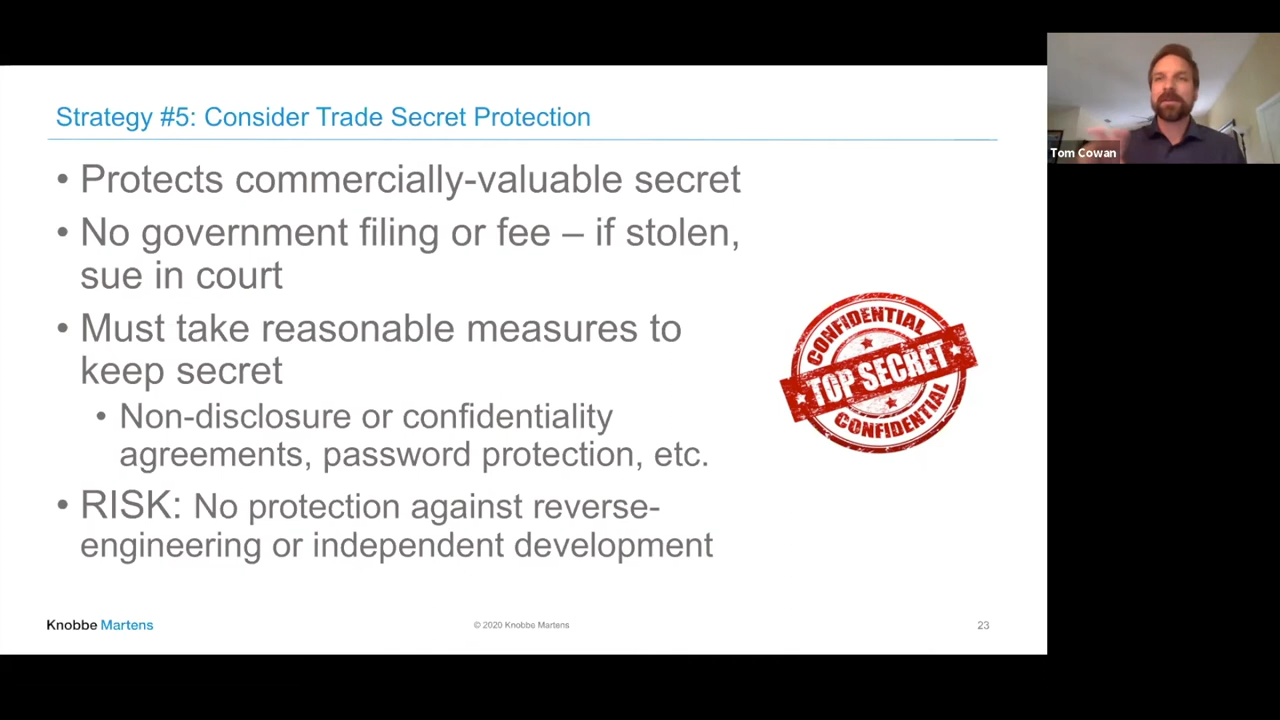 Strategy #5: Consider Trade Secret Protection
• Protects commercially-valuable secret
• No government filing or fee – if stolen,
sue in court
• Must take reasonable measures to
keep secret
• Non-disclosure or confidentiality
agreements, password protection, etc.
• RISK: No protection against reverse-
engineering or independent development
CONFIDENTIAL
TOP SECRET
CONFIDENTIAL
Knobbe Martens
© 2020 Knobbe Martens
23
Tom Cowan